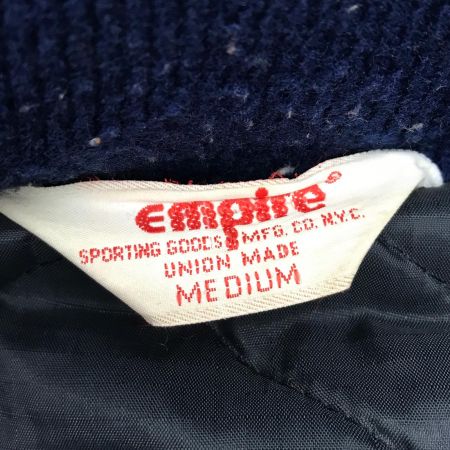 empire®
SPORTING GOODS MFG. CO. N.Y.C.
UNION MADE
MEDIUM